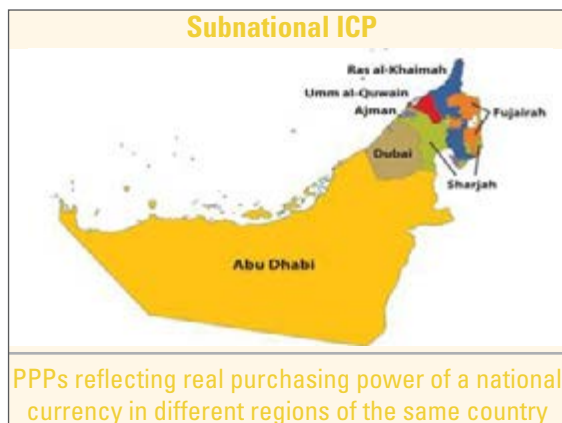 Subnational ICP
Ras al-Khaimah
Umm al-Quwain
Ajman
Fujairah
Dubai
Sharjah
Abu Dhabi
PPPs reflecting real purchasing power of a national
currency in different regions of the same country